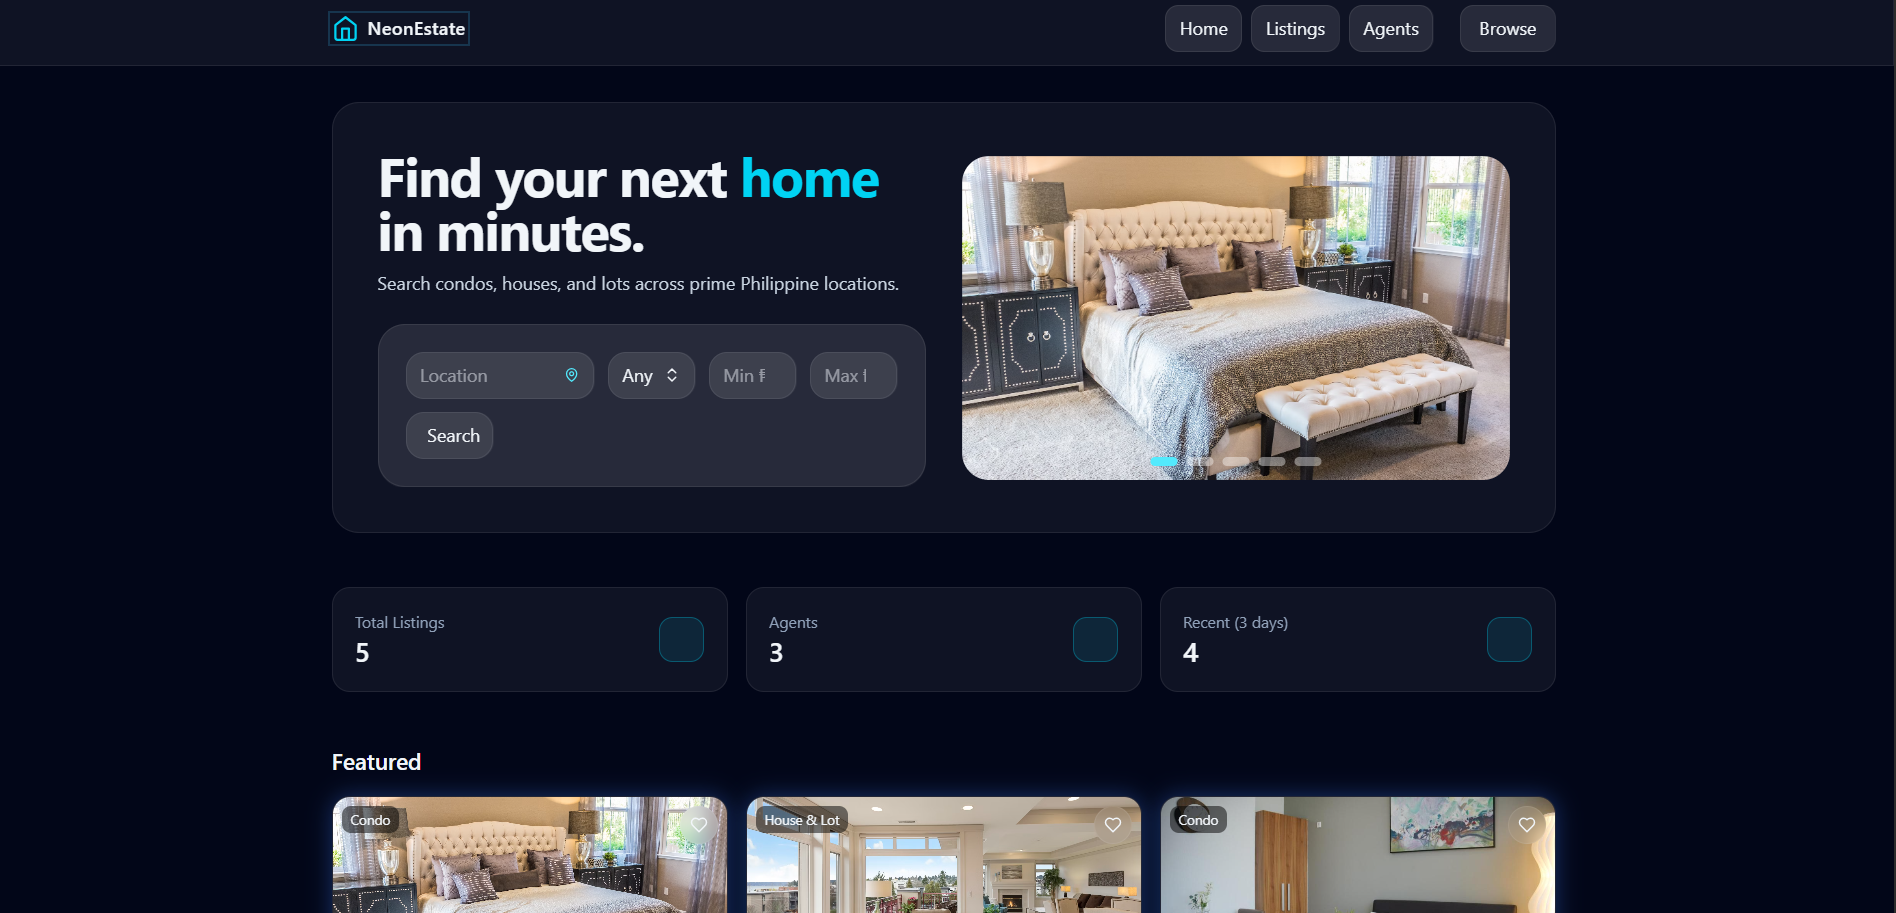 NeonEstate
Home
Listings
Agents
Browse
Find your next home
in minutes.
Search condos, houses, and lots across prime Philippine locations.
Location
Any
Min ₱
Max
Search
Total Listings
5
Agents
3
Recent (3 days)
4
Featured
Condo
House & Lot
Condo